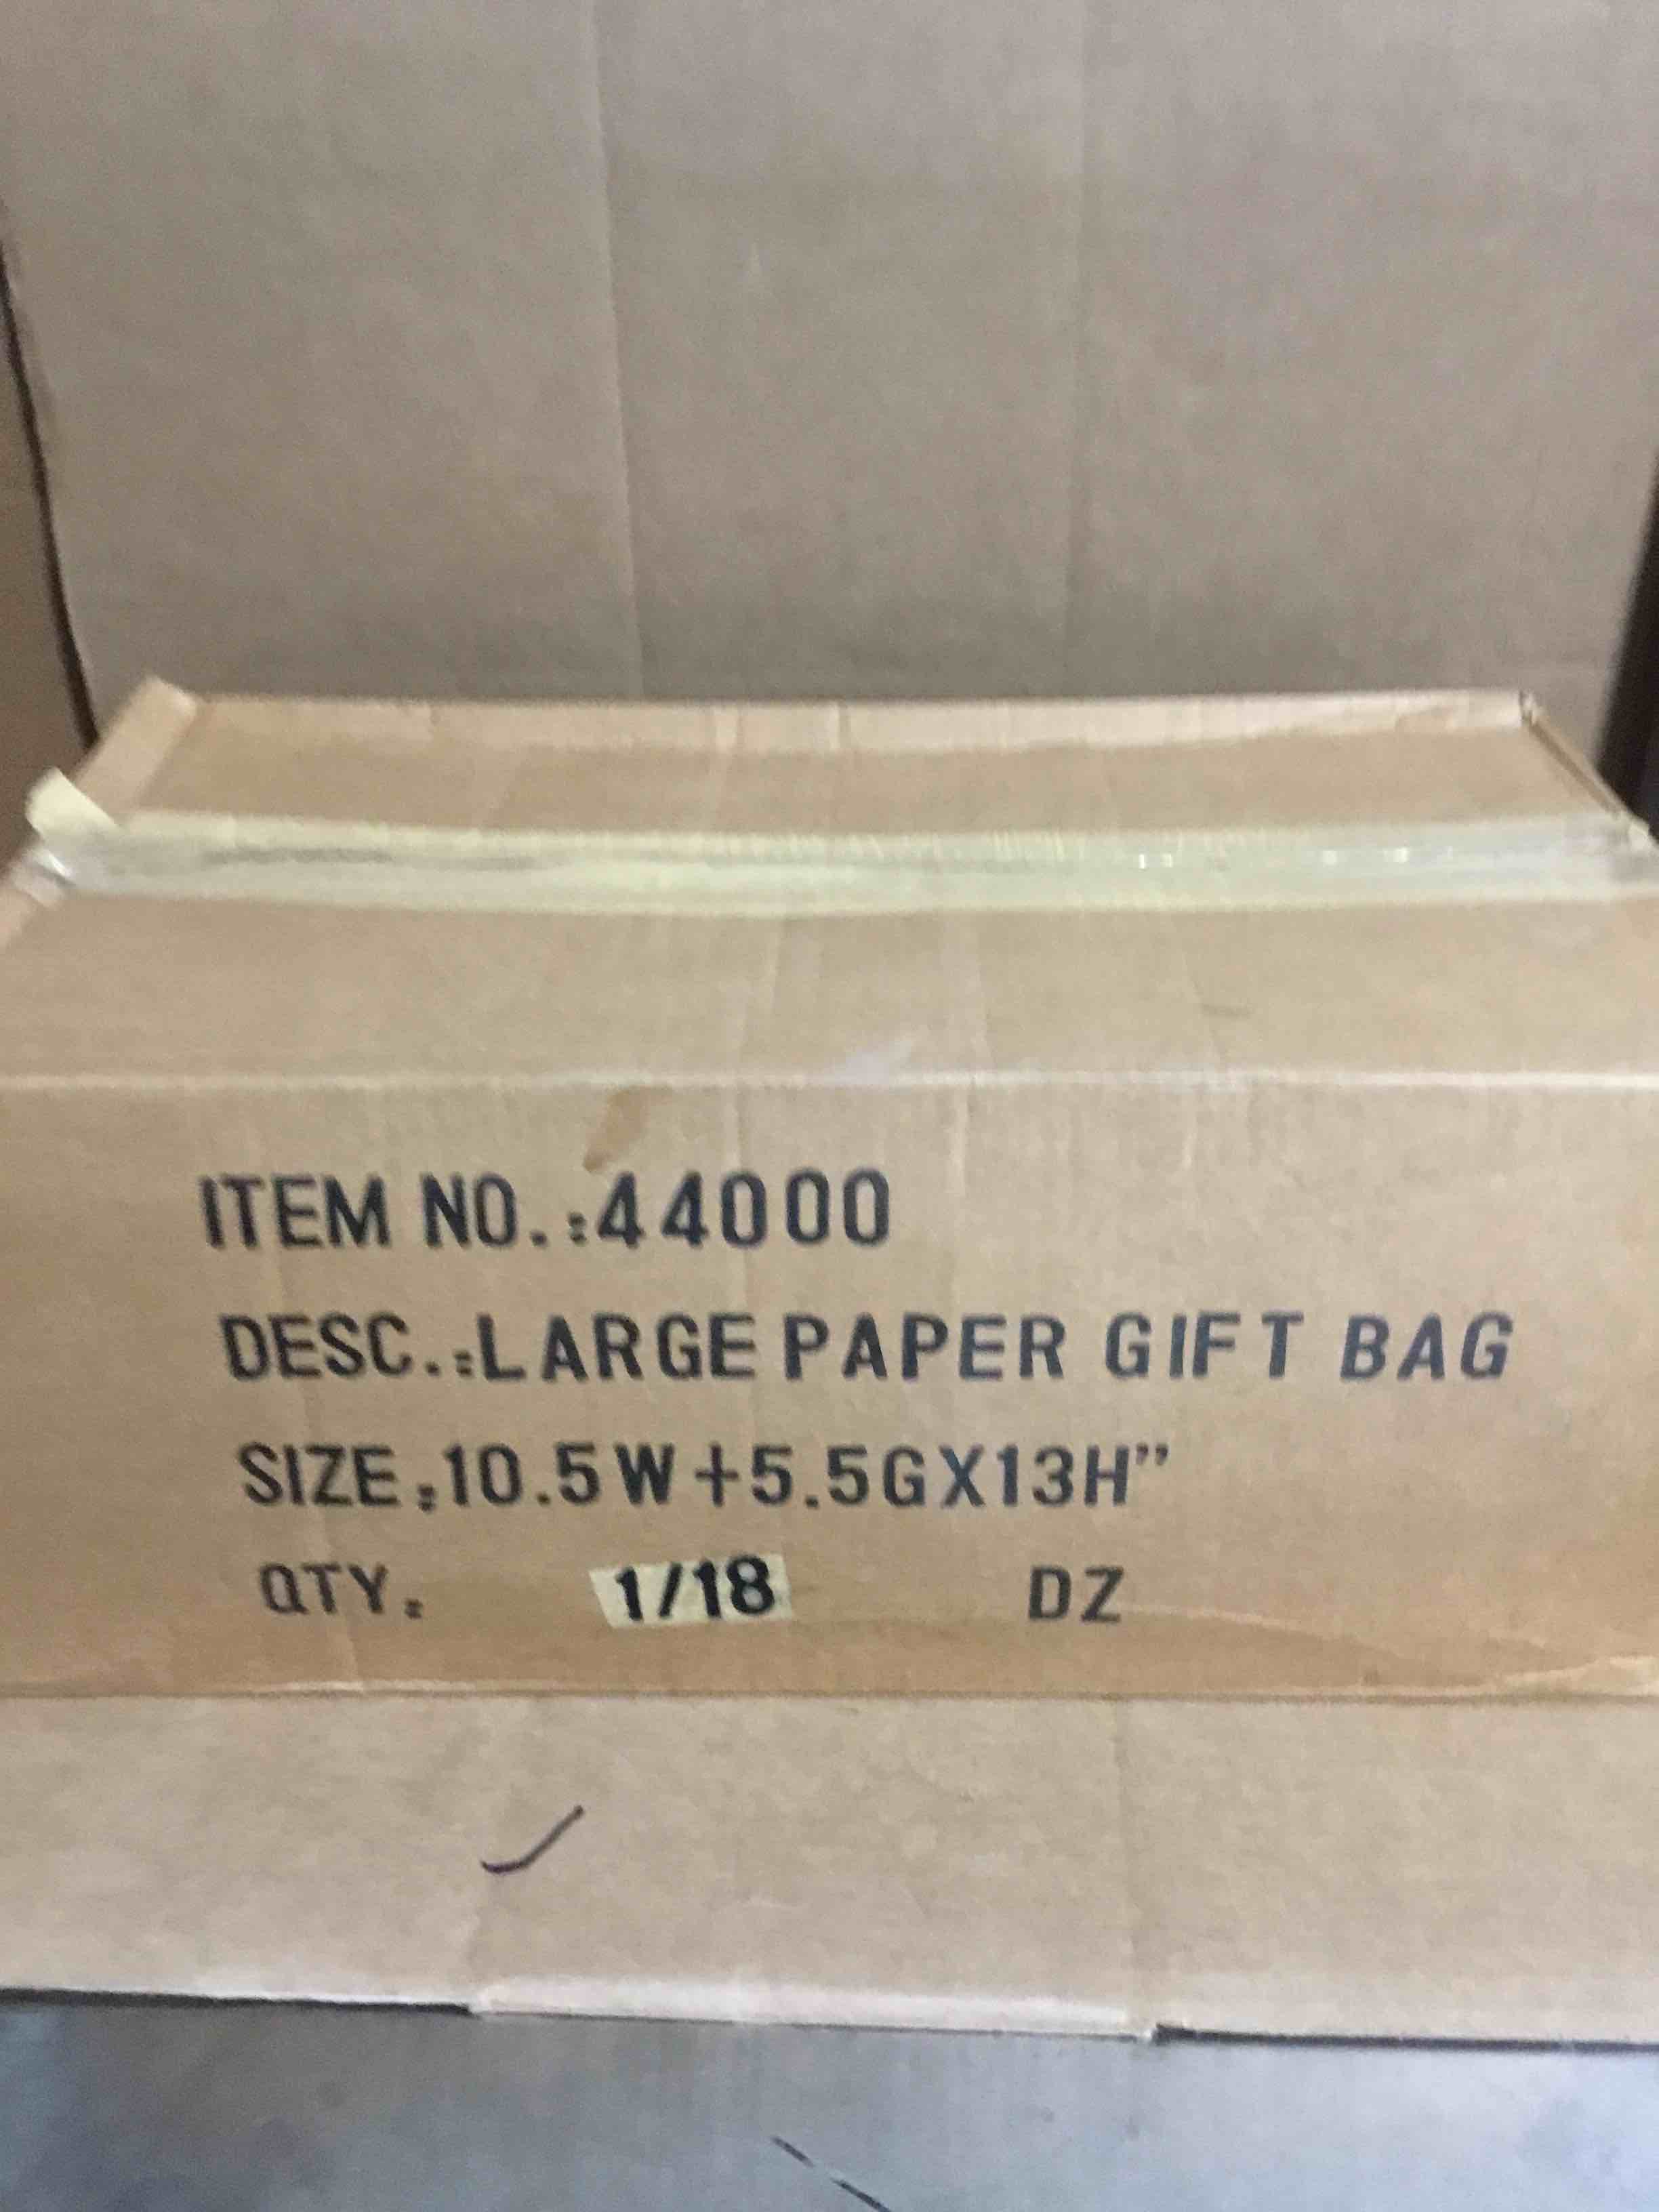 ITEM NO.:44000
DESC.:LARGE PAPER GIFT BAG
SIZE:10.5W+5.5GX13H”
QTY: 1/18 DZ